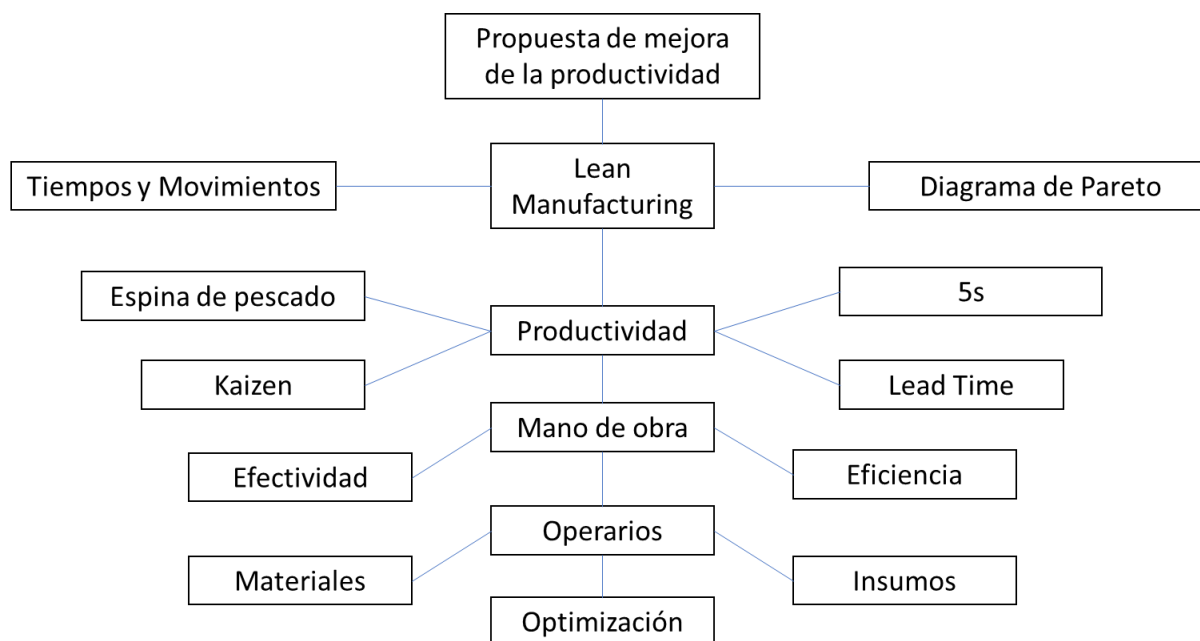 Propuesta de mejora
de la productividad
Tiempos y Movimientos
Lean
Manufacturing
Diagrama de Pareto
Espina de pescado
5s
Productividad
Kaizen
Lead Time
Mano de obra
Efectividad
Eficiencia
Operarios
Materiales
Insumos
Optimización